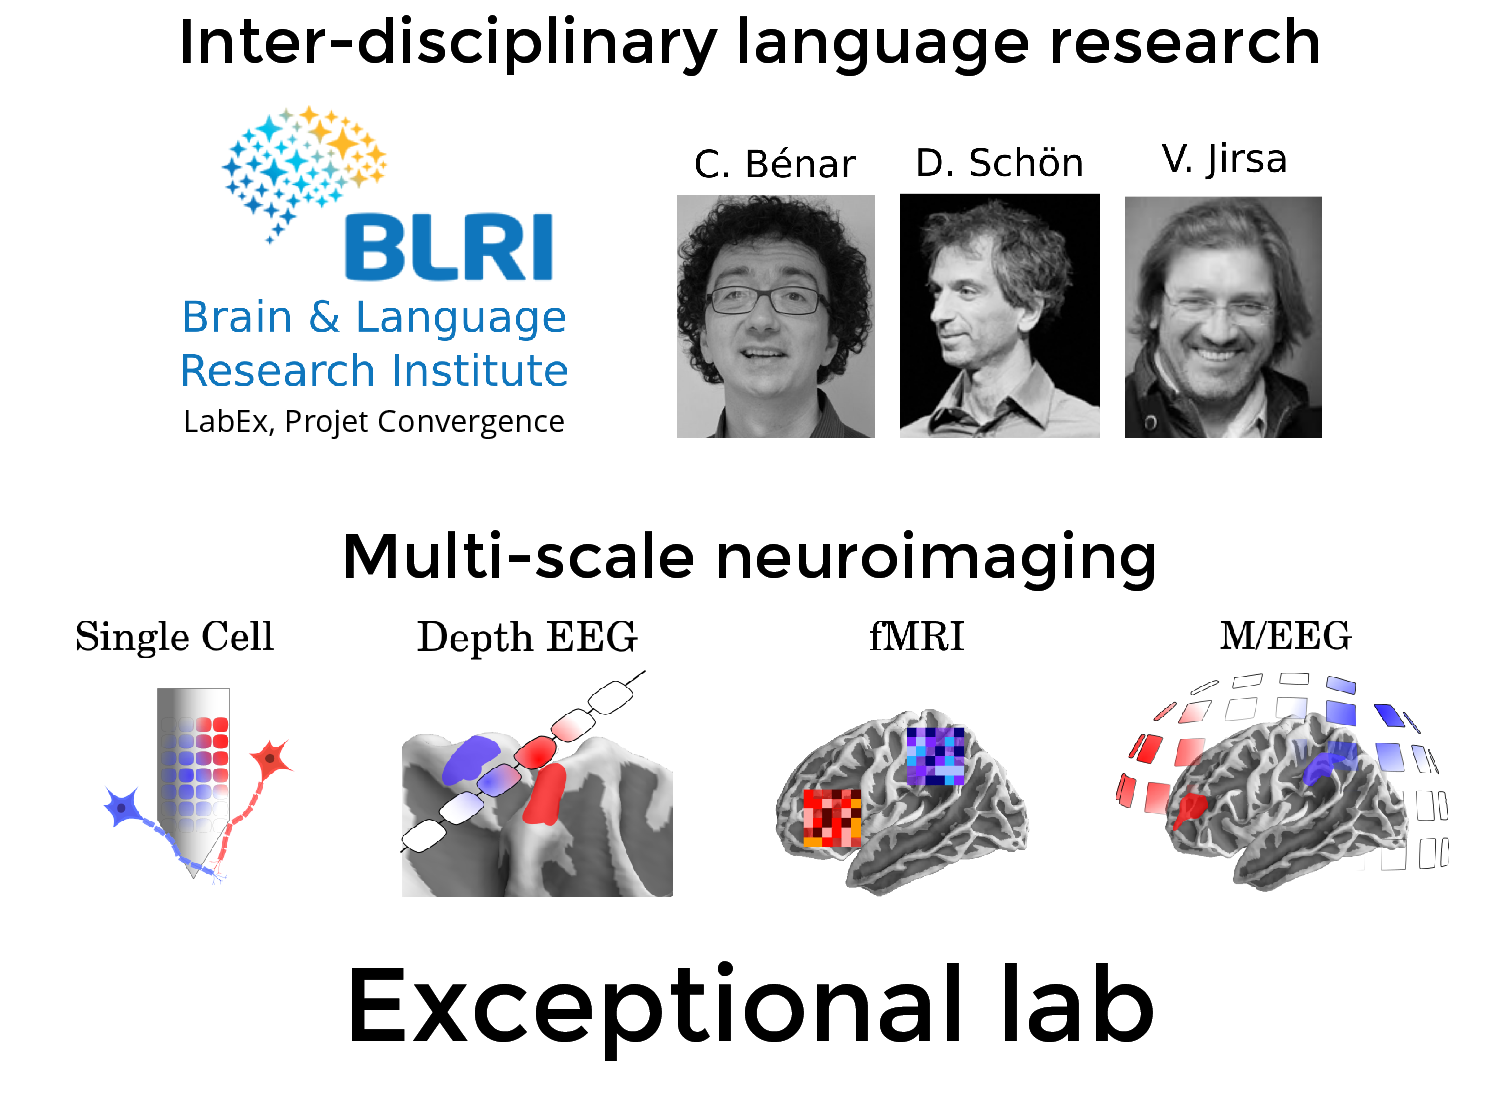 Inter-disciplinary language research
BLRI
Brain & Language
Research Institute
LabEx, Projet Convergence
C. Bénar
D. Schön
V. Jirsa
Multi-scale neuroimaging
Single Cell
Depth EEG
fMRI
M/EEG
Exceptional lab